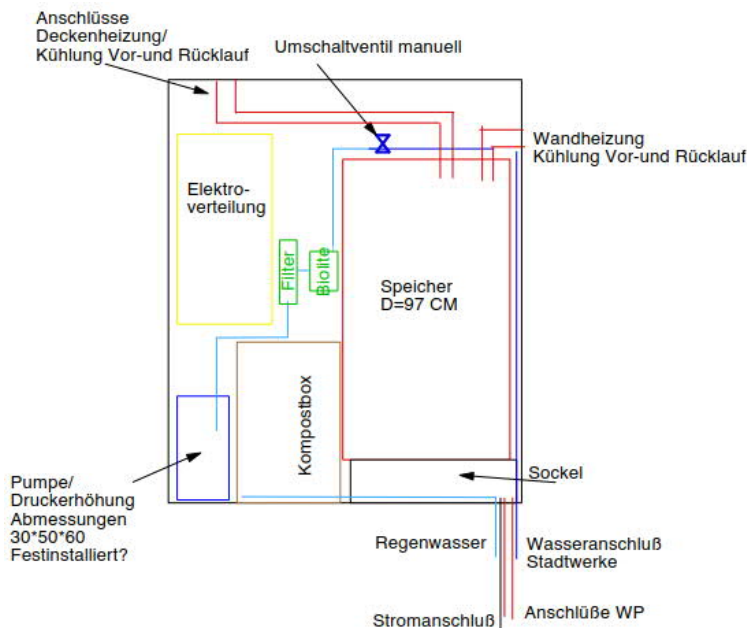 Anschlüsse
Deckenheizung/
Kühlung Vor-und Rücklauf
Umschaltventil manuell
Wandheizung
Kühlung Vor-und Rücklauf
Elektro-
verteilung
Filter
Biolite
Speicher
D=97 CM
Kompostbox
Pumpe/
Druckerhöhung
Abmessungen
30*50*60
Festinstalliert?
Sockel
Regenwasser
Wasseranschluß
Stadtwerke
Stromanschluß
Anschlüße WP